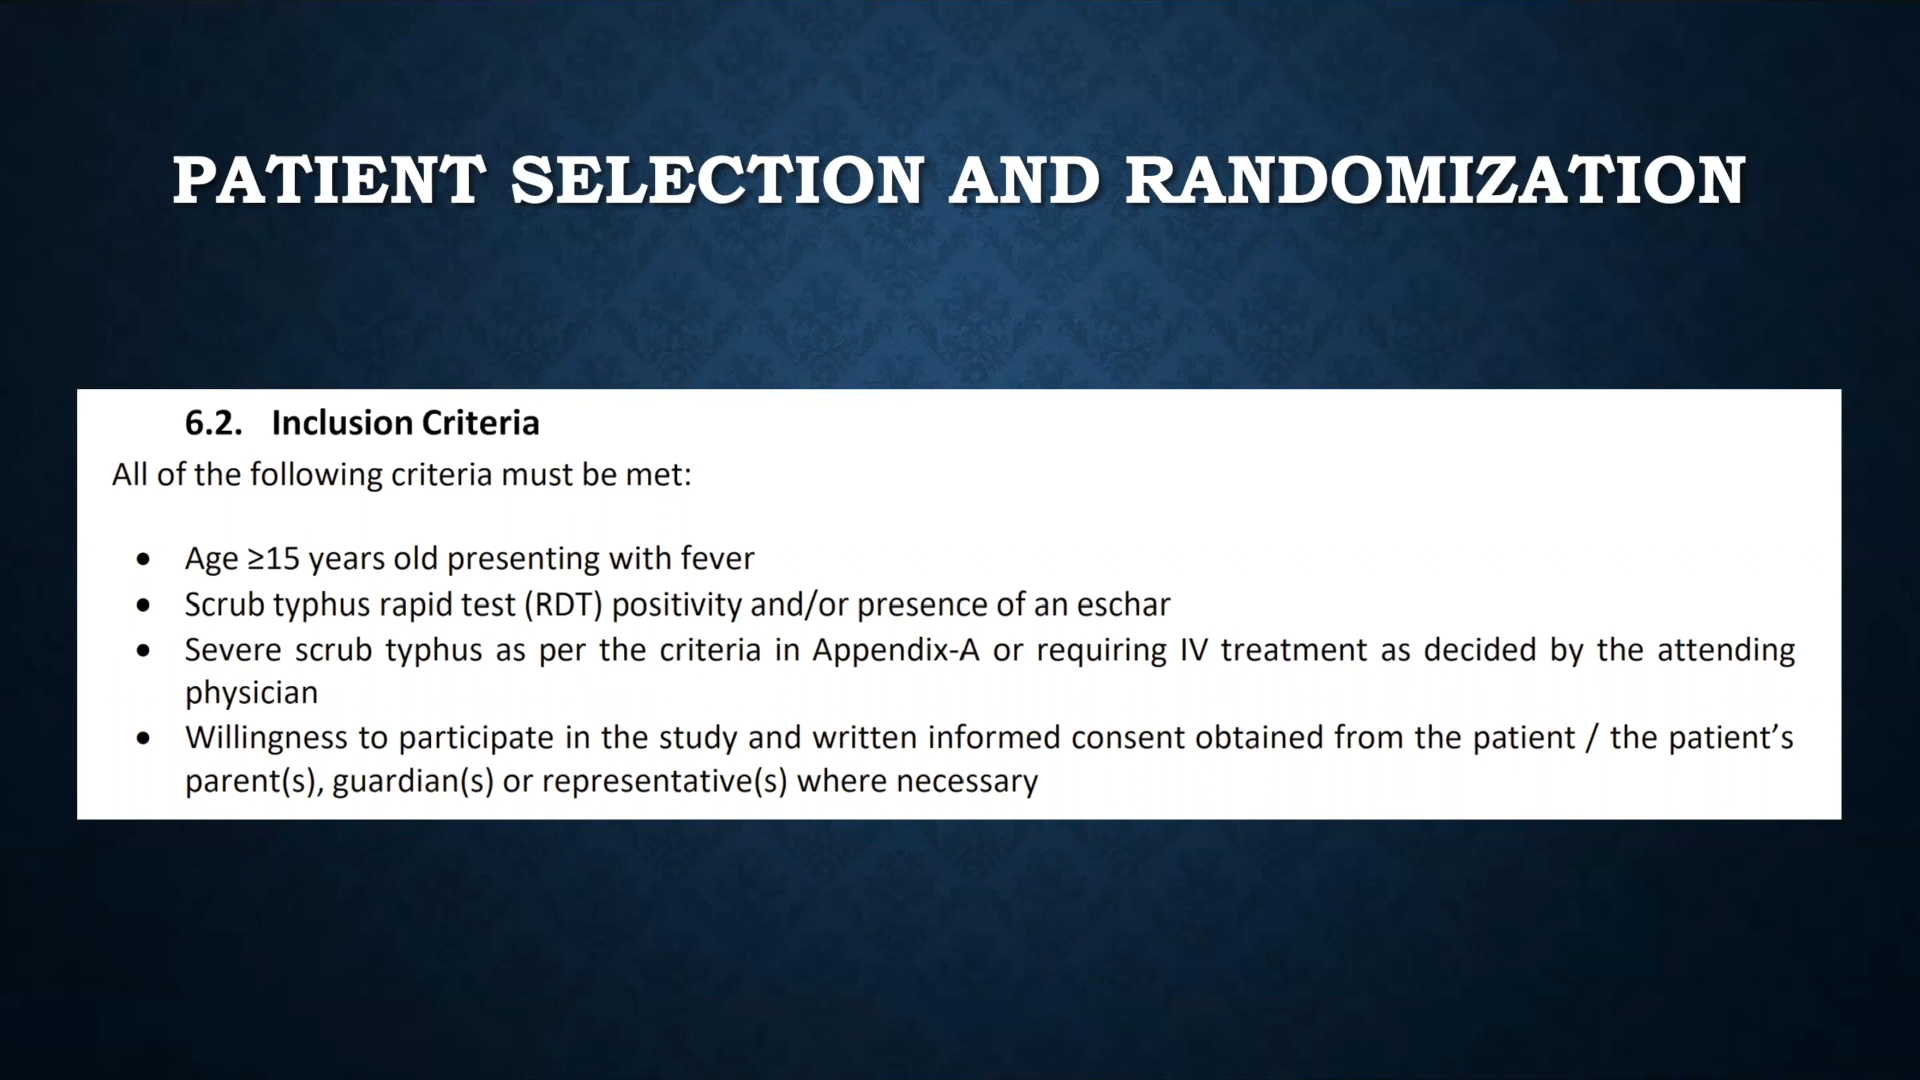 PATIENT SELECTION AND RANDOMIZATION
6.2. Inclusion Criteria
All of the following criteria must be met:
• Age ≥15 years old presenting with fever
• Scrub typhus rapid test (RDT) positivity and/or presence of an eschar
• Severe scrub typhus as per the criteria in Appendix-A or requiring IV treatment as decided by the attending
physician
• Willingness to participate in the study and written informed consent obtained from the patient / the patient’s
parent(s), guardian(s) or representative(s) where necessary